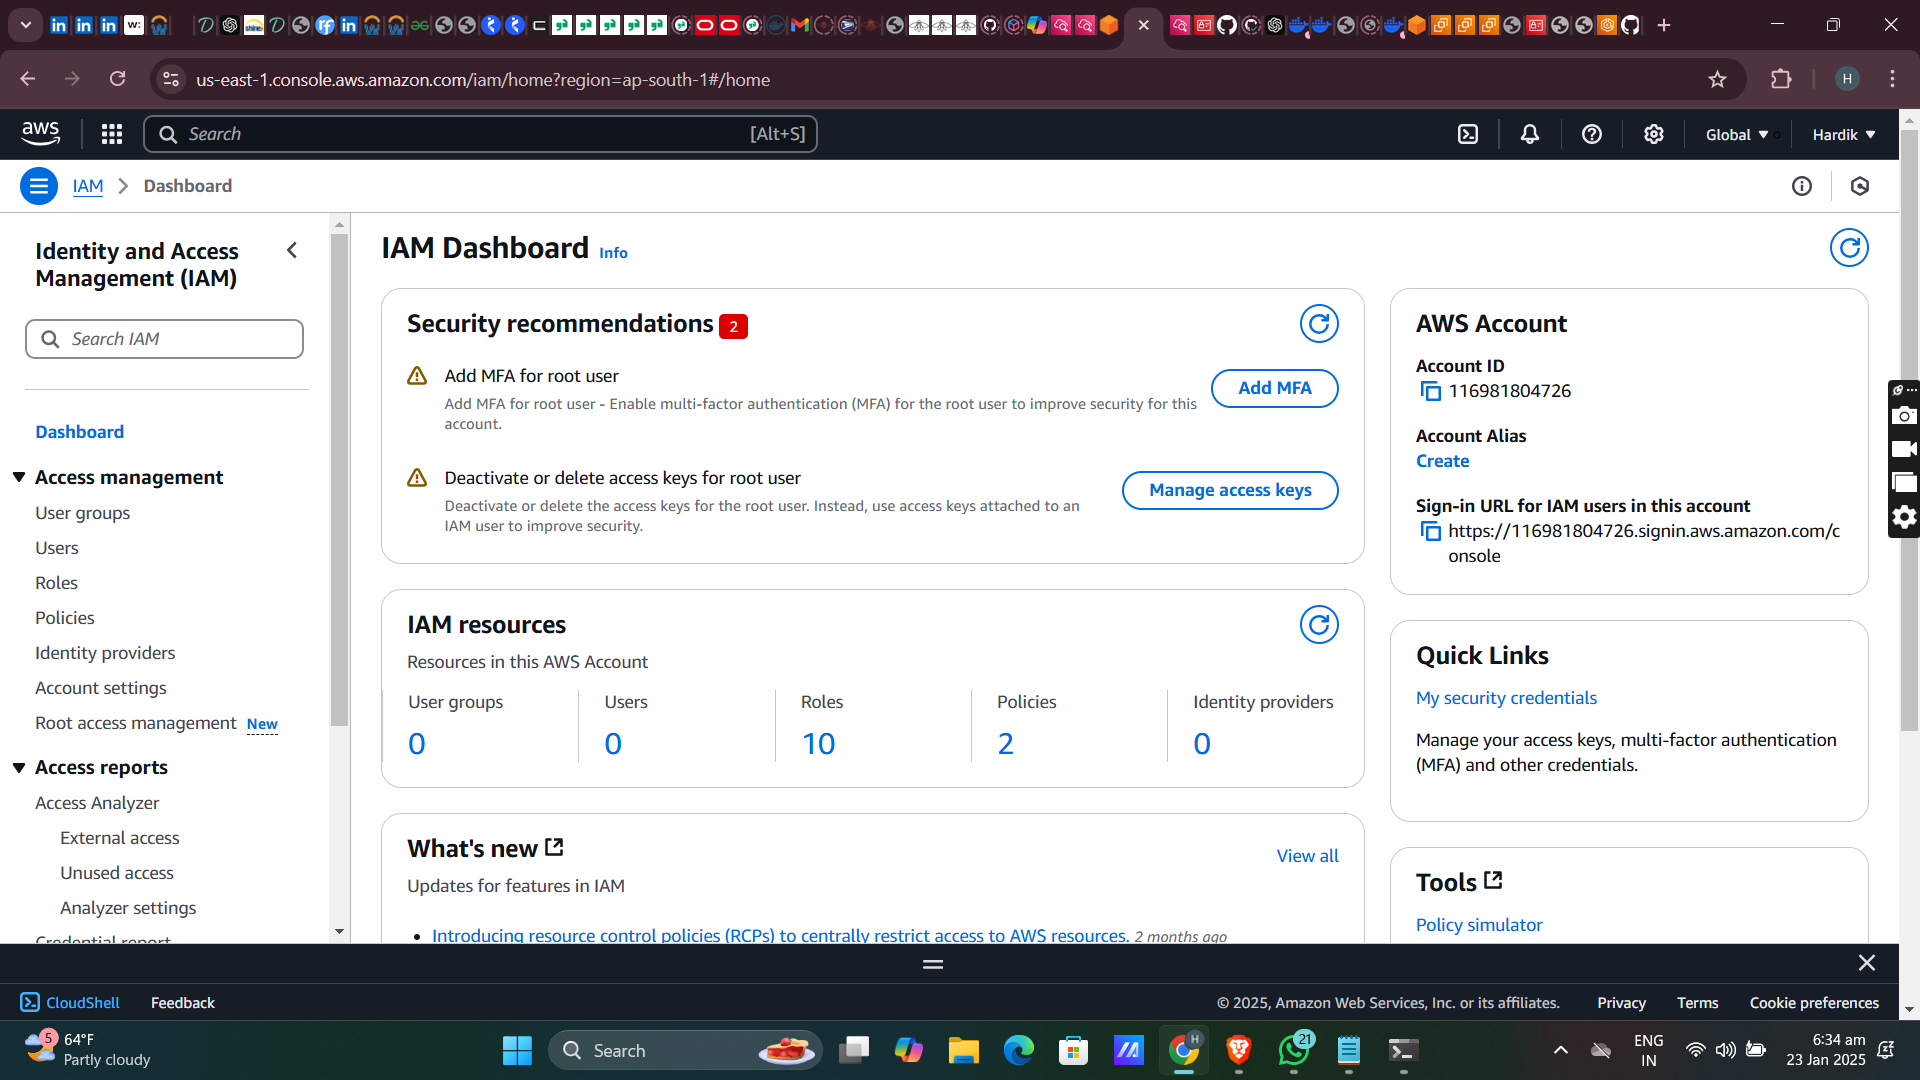 us-east-1.console.aws.amazon.com/iam/home?region=ap-south-1#/home
H
aws
Search
[Alt+S]
Global
Hardik
IAM
Dashboard
Identity and Access Management (IAM)
Search IAM
Dashboard
Access management
User groups
Users
Roles
Policies
Identity providers
Account settings
Root access management New
Access reports
Access Analyzer
External access
Unused access
Analyzer settings
Credential report
IAM Dashboard Info
Security recommendations 2
Add MFA for root user
Add MFA for root user - Enable multi-factor authentication (MFA) for the root user to improve security for this
account.
Add MFA
Deactivate or delete access keys for root user
Deactivate or delete the access keys for the root user. Instead, use access keys attached to an
IAM user to improve security.
Manage access keys
IAM resources
Resources in this AWS Account
User groups
0
Users
0
Roles
10
Policies
2
Identity providers
0
What's new
View all
Updates for features in IAM
Introducing resource control policies (RCPs) to centrally restrict access to AWS resources. 2 months ago
AWS Account
Account ID
116981804726
Account Alias
Create
Sign-in URL for IAM users in this account
https://116981804726.signin.aws.amazon.com/c
onsole
Quick Links
My security credentials
Manage your access keys, multi-factor authentication
(MFA) and other credentials.
Tools
Policy simulator
CloudShell
Feedback
© 2025, Amazon Web Services, Inc. or its affiliates.
Privacy
Terms
Cookie preferences
5
64°F
Partly cloudy
Search
H
21
ENG
IN
6:34 am
23 Jan 2025